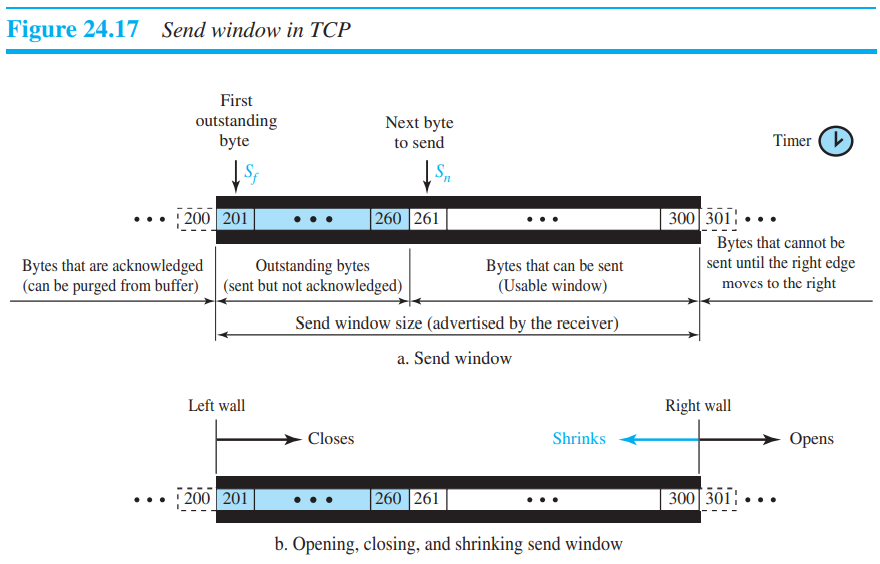 Figure 24.17 Send window in TCP
First
outstanding
byte
Next byte
to send
Timer
Sf
Sn
••• 200 201 ••• 260 261 ••• 300 301 •••
Bytes that are acknowledged
(can be purged from buffer)
Outstanding bytes
(sent but not acknowledged)
Bytes that can be sent
(Usable window)
Bytes that cannot be
sent until the right edge
moves to the right
Send window size (advertised by the receiver)
a. Send window
Left wall
Right wall
Closes
Shrinks
Opens
••• 200 201 ••• 260 261 ••• 300 301 •••
b. Opening, closing, and shrinking send window